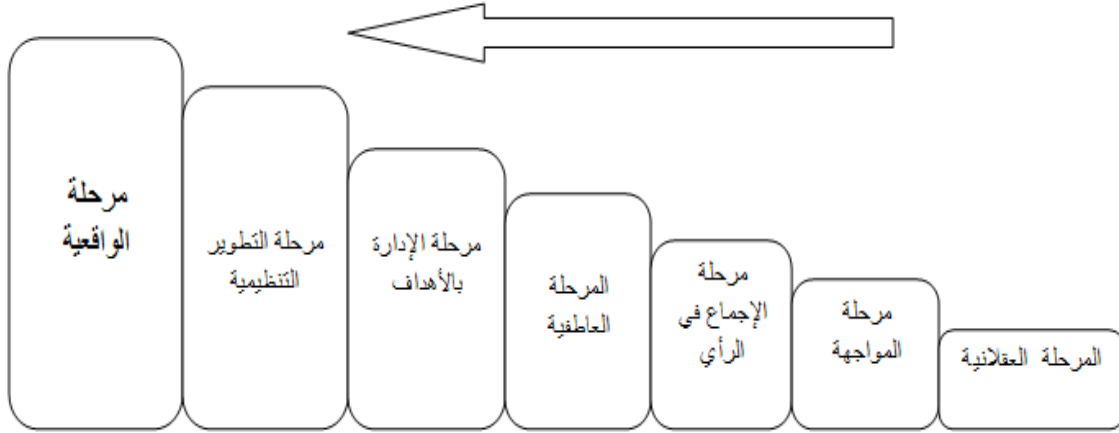 المرحلة العقلانية
مرحلة
المواجهة
مرحلة
الإجماع في
الرأي
المرحلة
العاطفية
مرحلة الإدارة
بالأهداف
مرحلة التطوير
التنظيمية
مرحلة
الواقعية